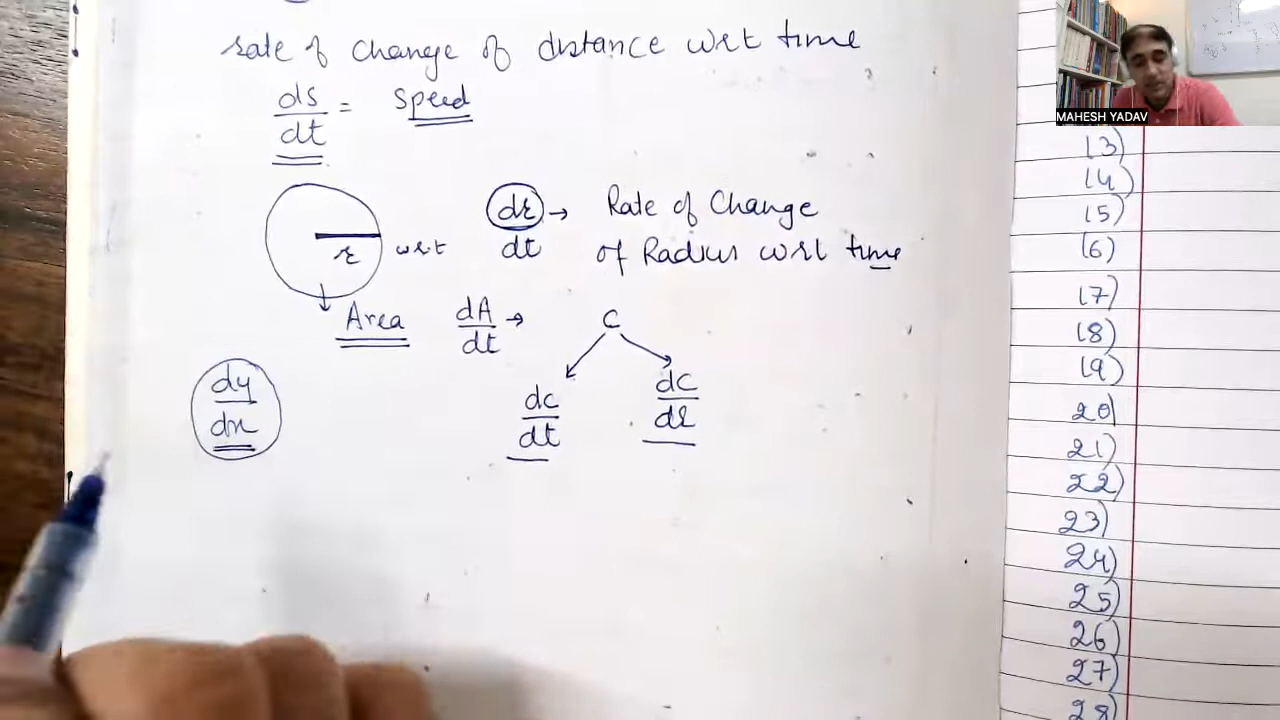 rate of change of distance wrt time
ds/dt = Speed
r wrt dr/dt → Rate of Change
of Radius wrt time
Area dA/dt → C
dc/dt dc/dr
dy/dx
MAHESH YADAV
13)
14)
15)
16)
17)
18)
19)
20)
21)
22)
23)
24)
25)
26)
27)
28)